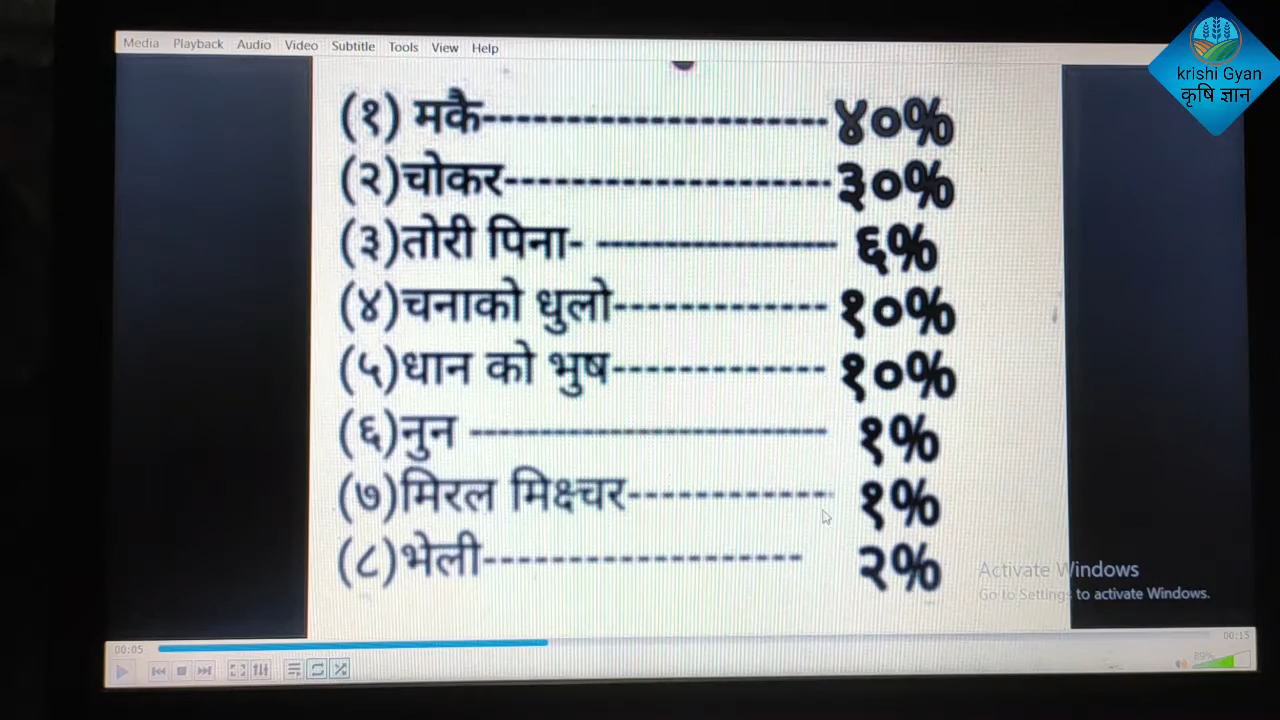 Media Playback Audio Video Subtitle Tools View Help
krishi Gyan
कृषि ज्ञान
(१) मकै---------------------४०%
(२)चोकर--------------------३०%
(३)तोरी पिना- --------------- ६%
(४)चनाको धुलो-------------१०%
(५)धान को भुष-------------१०%
(६)नुन ---------------------- १%
(७)मिरल मिक्ष्चर------------- १%
(८)भेली-------------------- २%
Activate Windows
Go to Settings to activate Windows.
00:05 00:15
89%